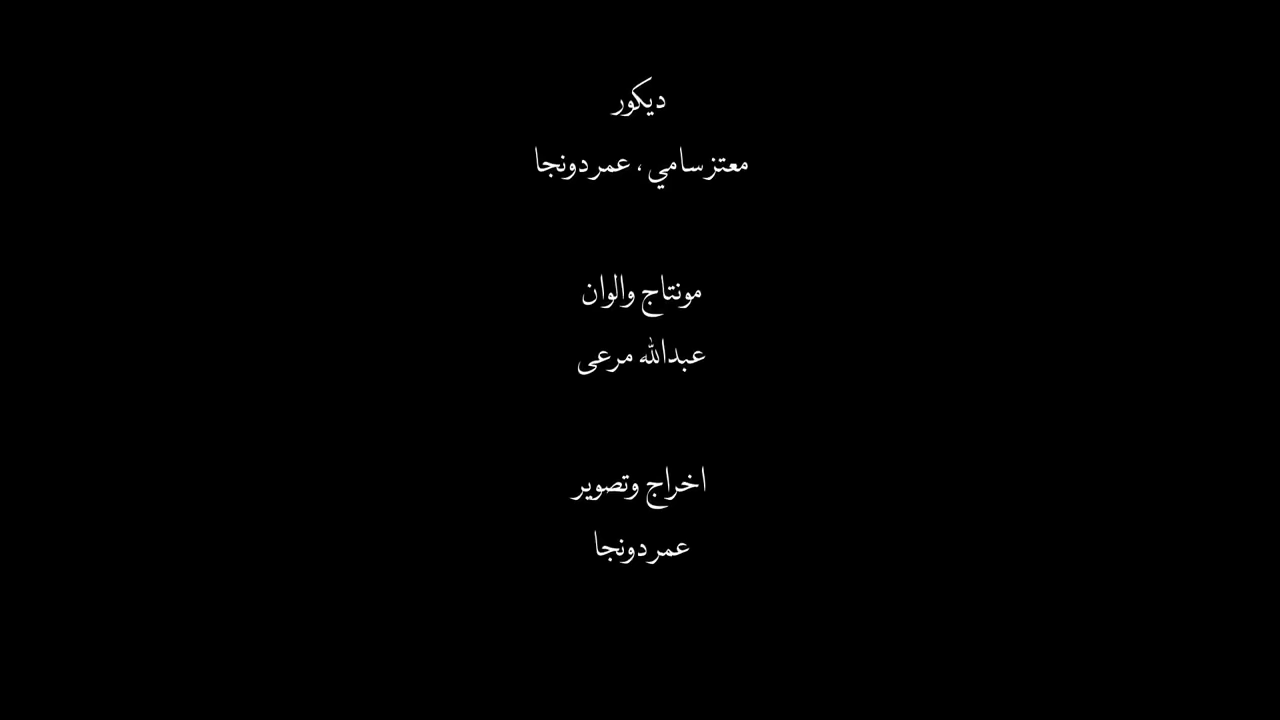 ديكور
معتز سامي ، عمر دونجا
مونتاج والوان
عبدالله مرعى
اخراج وتصوير
عمر دونجا